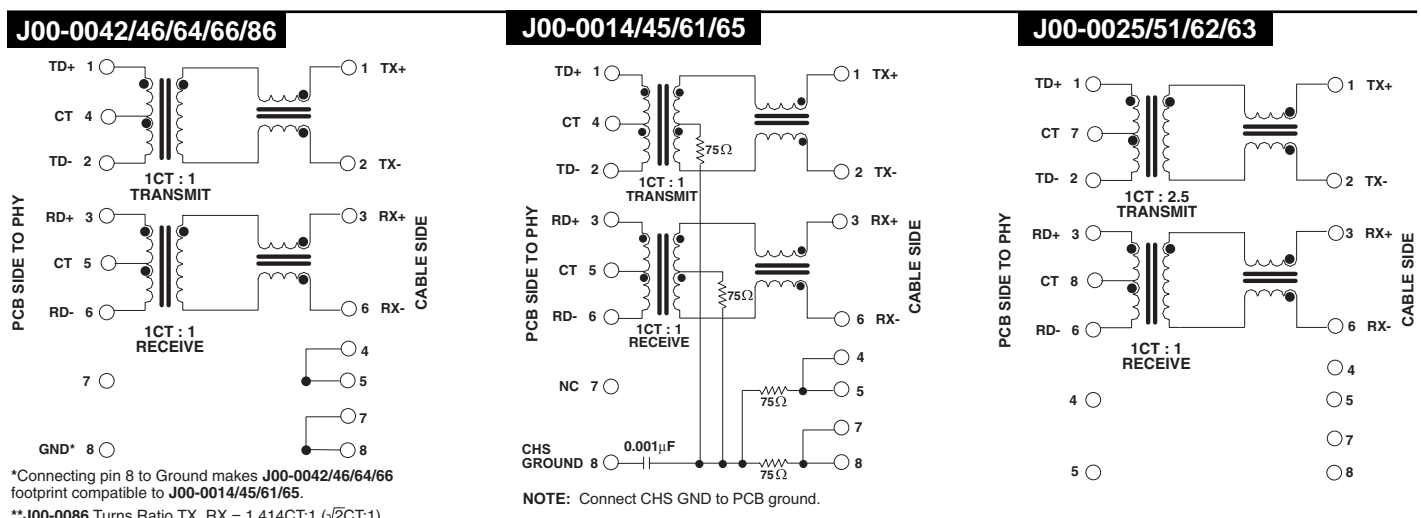 J00-0042/46/64/66/86
TD+ 1
CT 4
TD- 2
1 TX+
2 TX-
1CT : 1
TRANSMIT
RD+ 3
CT 5
RD- 6
3 RX+
6 RX-
1CT : 1
RECEIVE
PCB SIDE TO PHY
CABLE SIDE
4
5
7
7
GND* 8
8
*Connecting pin 8 to Ground makes J00-0042/46/64/66
footprint compatible to J00-0014/45/61/65.
**J00-0086 Turns Ratio TX, RX = 1.414CT:1 (√2CT:1)
J00-0014/45/61/65
TD+ 1
CT 4
TD- 2
1 TX+
75Ω
2 TX-
1CT : 1
TRANSMIT
RD+ 3
CT 5
RD- 6
3 RX+
75Ω
6 RX-
1CT : 1
RECEIVE
PCB SIDE TO PHY
CABLE SIDE
4
NC 7
5
75Ω
7
CHS
GROUND 8
0.001µF
75Ω
8
NOTE: Connect CHS GND to PCB ground.
J00-0025/51/62/63
TD+ 1
CT 7
TD- 2
1 TX+
2 TX-
1CT : 2.5
TRANSMIT
RD+ 3
CT 8
RD- 6
3 RX+
6 RX-
1CT : 1
RECEIVE
PCB SIDE TO PHY
CABLE SIDE
4
4
5
7
5
8